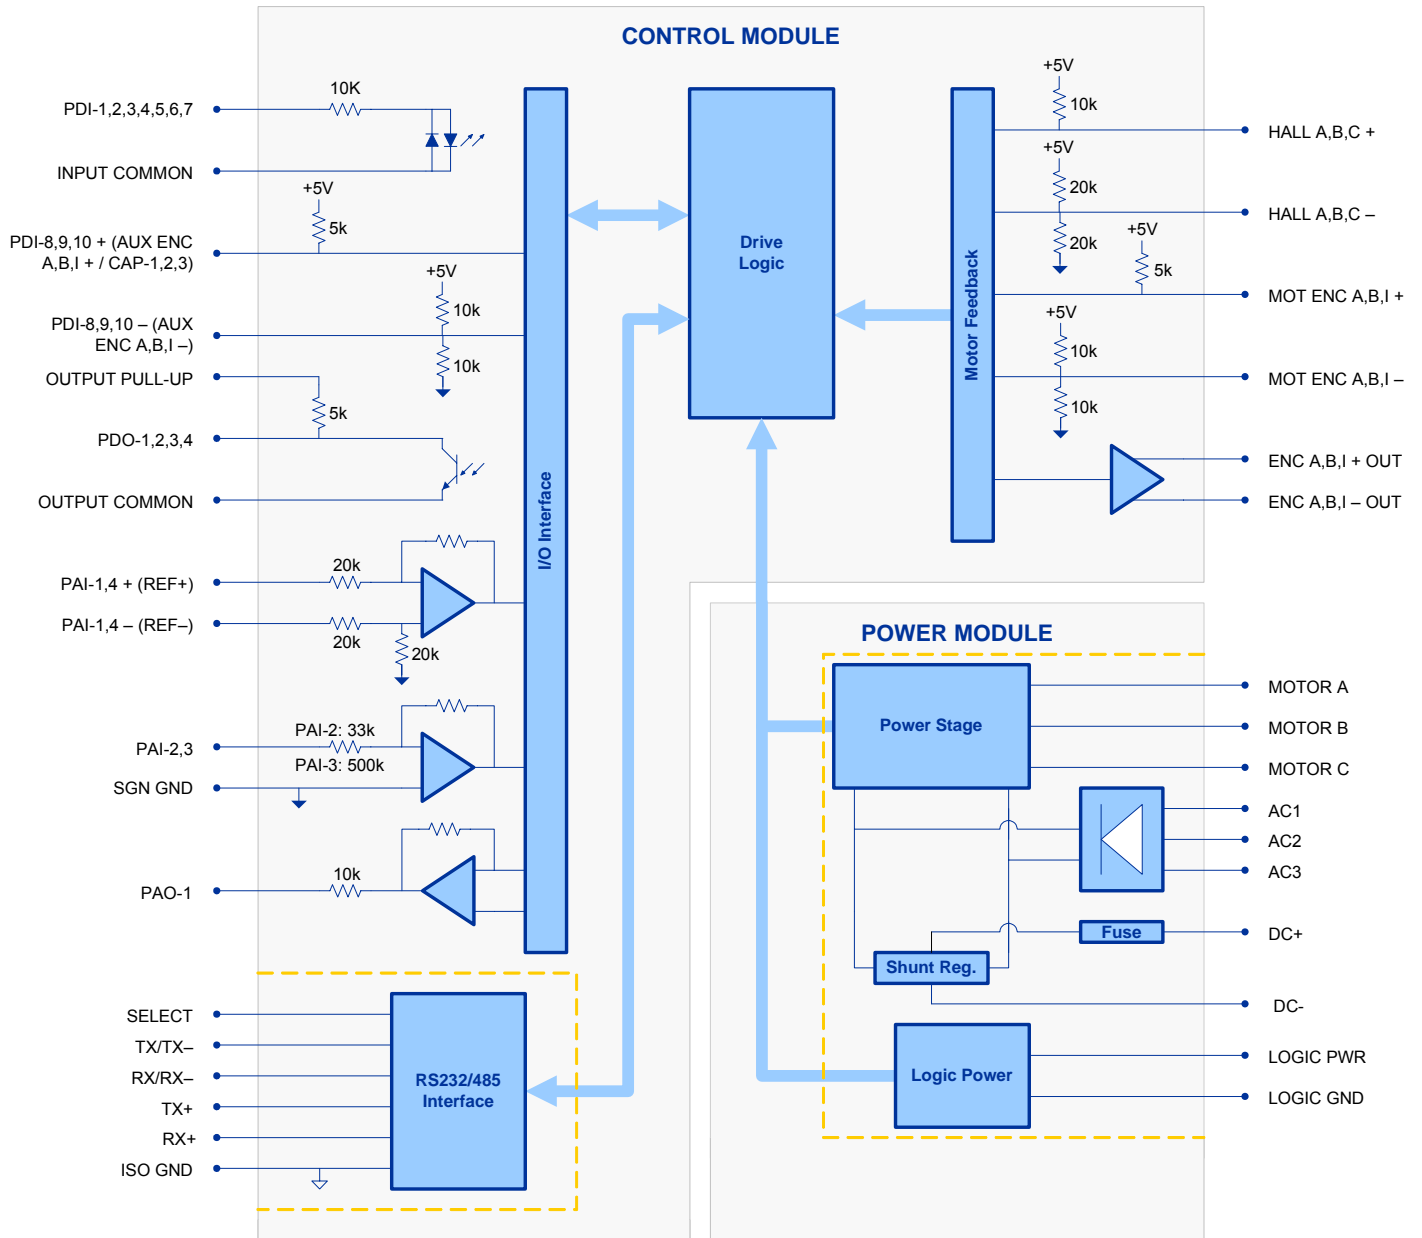 CONTROL MODULE
PDI-1,2,3,4,5,6,7
10K
INPUT COMMON
+5V
5k
PDI-8,9,10 + (AUX ENC
A,B,I + / CAP-1,2,3)
+5V
10k
PDI-8,9,10 – (AUX
ENC A,B,I –)
10k
OUTPUT PULL-UP
5k
PDO-1,2,3,4
OUTPUT COMMON
PAI-1,4 + (REF+)
20k
PAI-1,4 – (REF–)
20k
20k
PAI-2: 33k
PAI-2,3
PAI-3: 500k
SGN GND
PAO-1
10k
I/O Interface
Drive
Logic
Motor Feedback
+5V
10k
HALL A,B,C +
+5V
20k
HALL A,B,C –
20k
+5V
5k
MOT ENC A,B,I +
+5V
10k
MOT ENC A,B,I –
10k
ENC A,B,I + OUT
ENC A,B,I – OUT
SELECT
TX/TX–
RX/RX–
TX+
RX+
ISO GND
RS232/485
Interface
POWER MODULE
Power Stage
MOTOR A
MOTOR B
MOTOR C
AC1
AC2
AC3
Fuse
DC+
Shunt Reg.
DC-
Logic Power
LOGIC PWR
LOGIC GND